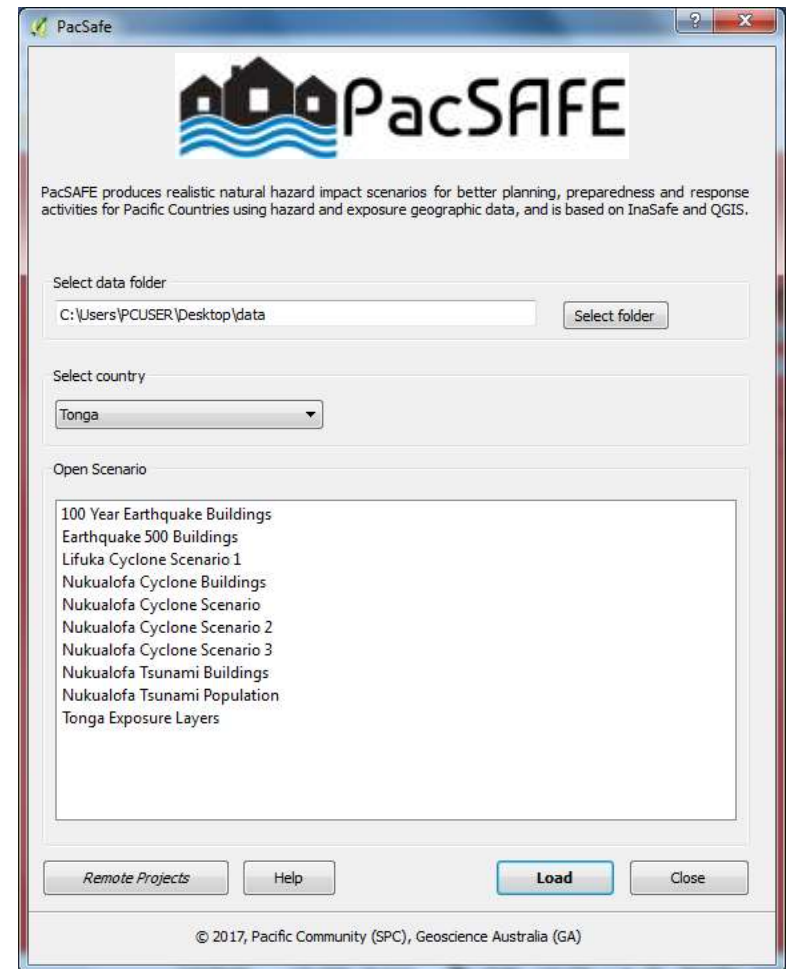 PacSafe
PacSAFE
PacSAFE produces realistic natural hazard impact scenarios for better planning, preparedness and response
activities for Pacific Countries using hazard and exposure geographic data, and is based on InaSafe and QGIS.
Select data folder
C:\Users\PCUSER\Desktop\data
Select folder
Select country
Tonga
Open Scenario
100 Year Earthquake Buildings
Earthquake 500 Buildings
Lifuka Cyclone Scenario 1
Nukualofa Cyclone Buildings
Nukualofa Cyclone Scenario
Nukualofa Cyclone Scenario 2
Nukualofa Cyclone Scenario 3
Nukualofa Tsunami Buildings
Nukualofa Tsunami Population
Tonga Exposure Layers
Remote Projects Help Load Close
© 2017, Pacific Community (SPC), Geoscience Australia (GA)